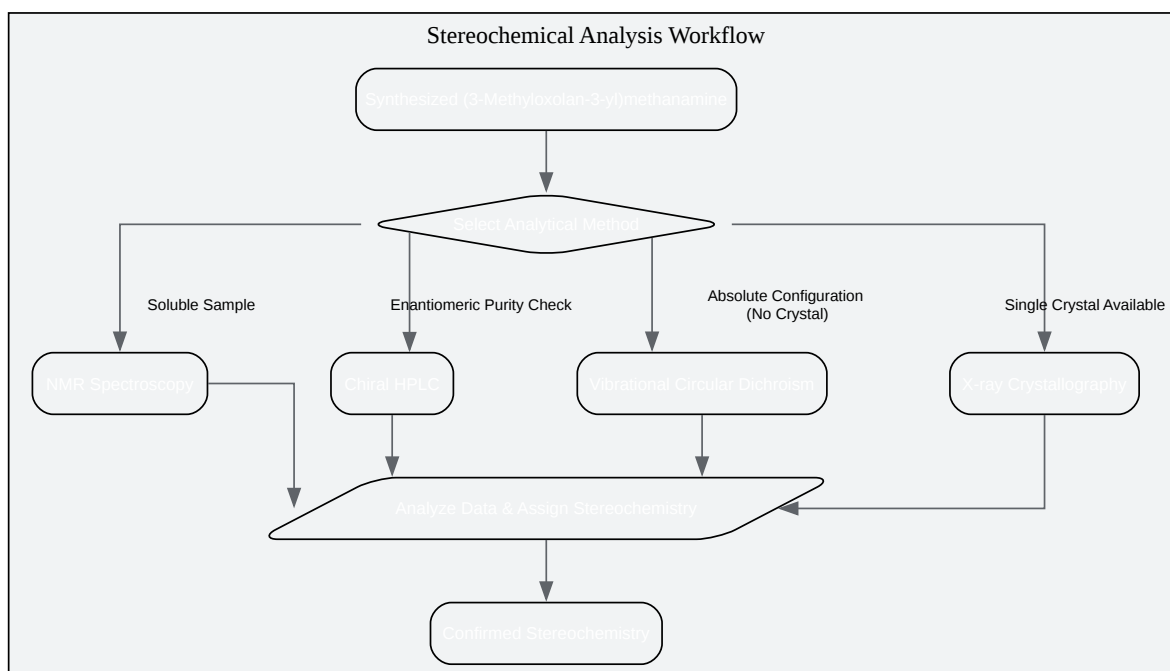 Stereochemical Analysis Workflow
Synthesized (3-Methyloxolan-3-yl)methanamine
Select Analytical Method
Soluble Sample
Enantiomeric Purity Check
Absolute Configuration
(No Crystal)
Single Crystal Available
NMR Spectroscopy
Chiral HPLC
Vibrational Circular Dichroism
X-ray Crystallography
Analyze Data & Assign Stereochemistry
Confirmed Stereochemistry